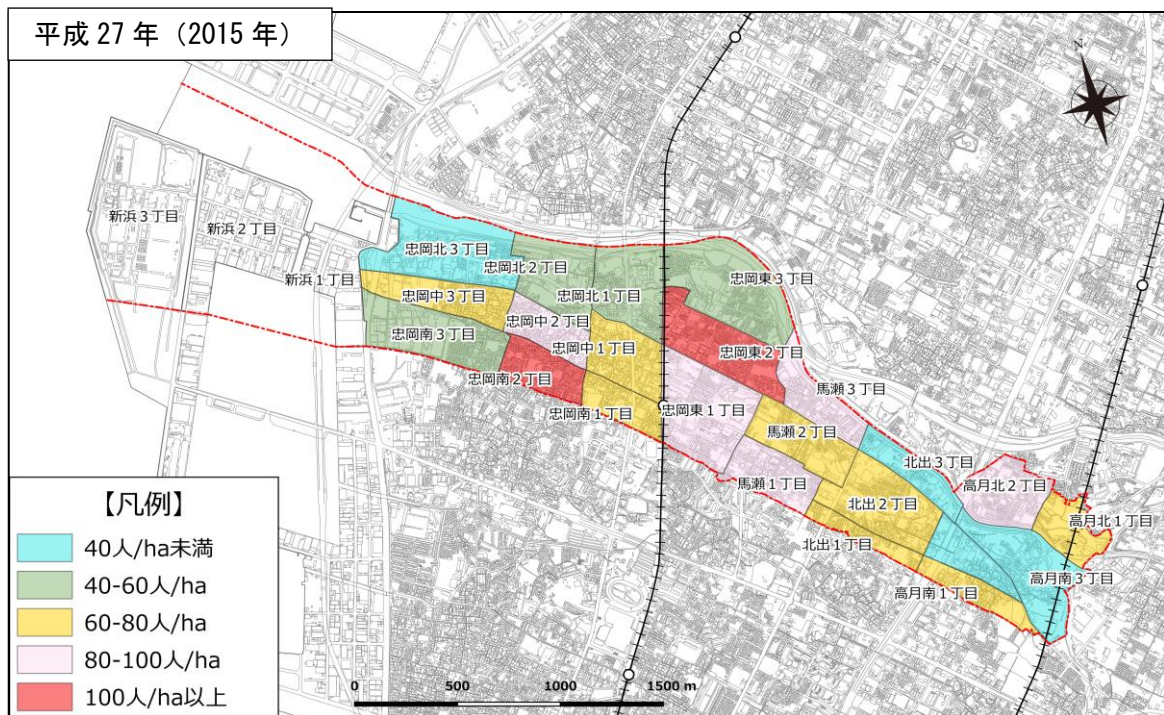 平成27年（2015年）
N
新浜３丁目
新浜２丁目
新浜１丁目
忠岡北３丁目
忠岡北２丁目
忠岡北１丁目
忠岡東３丁目
忠岡中３丁目
忠岡中２丁目
忠岡中１丁目
忠岡南３丁目
忠岡南２丁目
忠岡南１丁目
忠岡東２丁目
忠岡東１丁目
馬瀬３丁目
馬瀬２丁目
馬瀬１丁目
北出３丁目
北出２丁目
北出１丁目
高月北２丁目
高月北１丁目
高月南３丁目
高月南１丁目
【凡例】
40人/ha未満
40-60人/ha
60-80人/ha
80-100人/ha
100人/ha以上
0 500 1000 1500 m